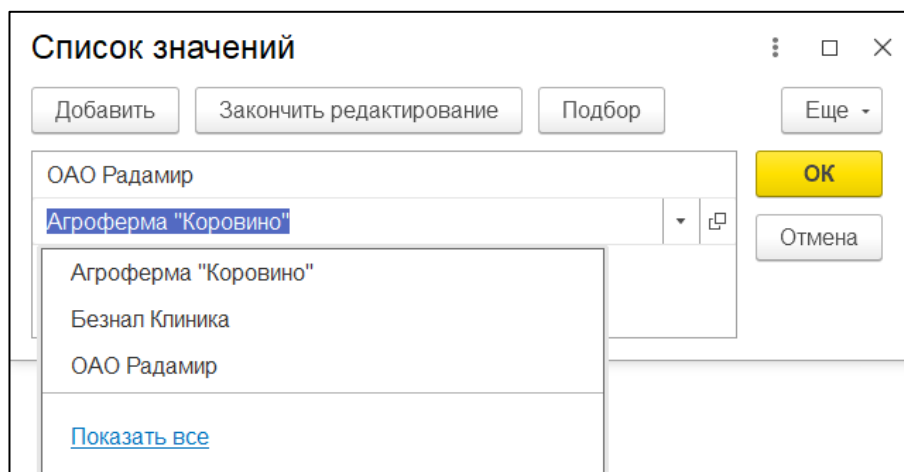 Список значений
Добавить Закончить редактирование Подбор Еще
ОАО Радамир ОК
Агроферма "Коровино"
Отмена
Агроферма "Коровино"
Безнал Клиника
ОАО Радамир
Показать все